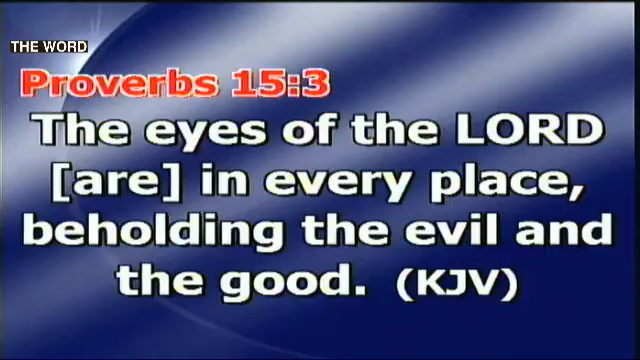 THE WORD
Proverbs 15:3
The eyes of the LORD
[are] in every place,
beholding the evil and
the good. (KJV)